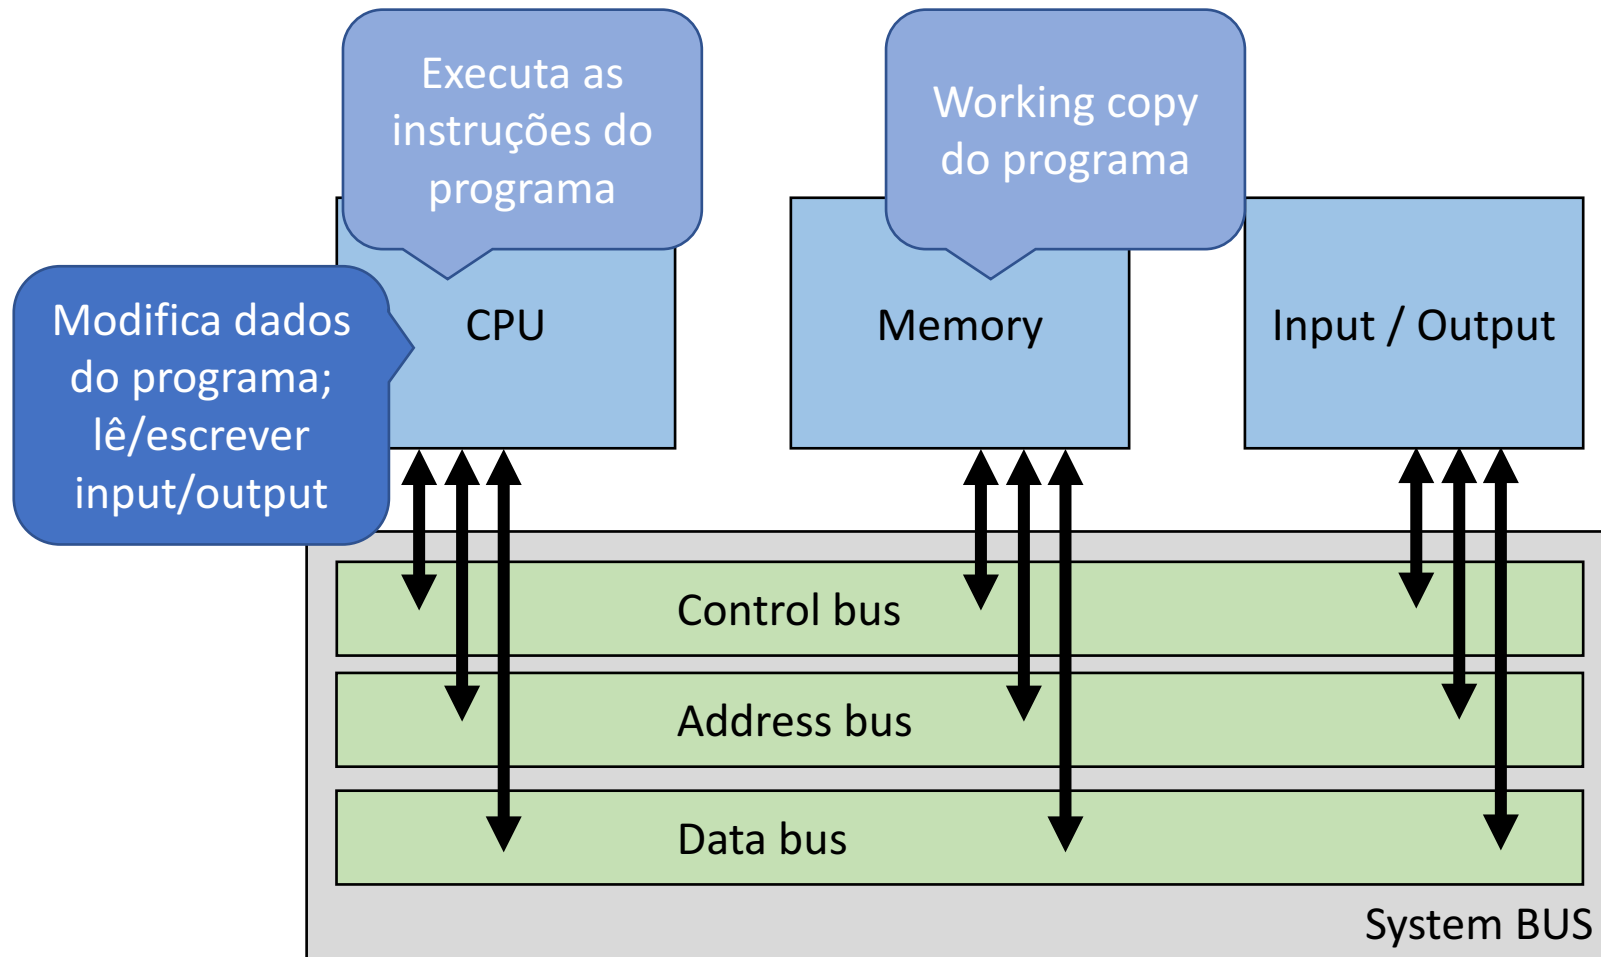 Executa as
instruções do
programa
Working copy
do programa
Modifica dados
do programa;
lê/escrever
input/output
CPU
Memory
Input / Output
Control bus
Address bus
Data bus
System BUS